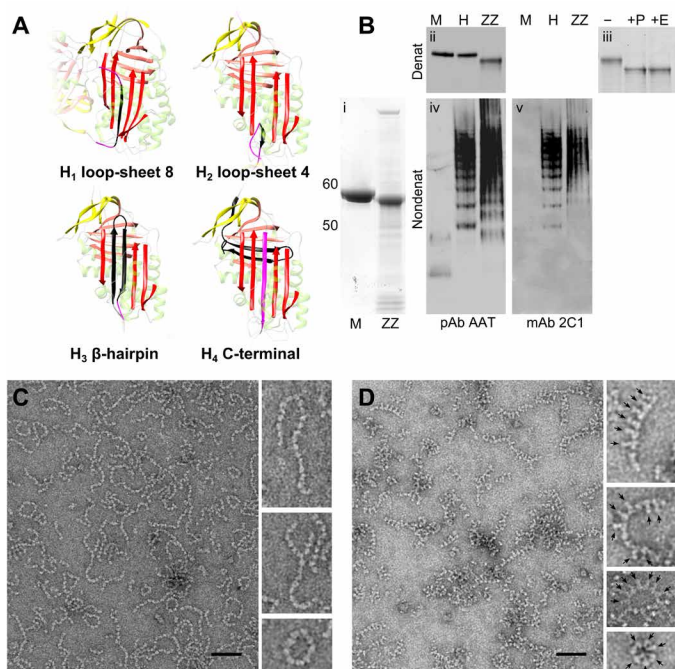 A
H₁ loop-sheet 8
H₂ loop-sheet 4
H₃ β-hairpin
H₄ C-terminal
B
M H ZZ
M H ZZ
– +P +E
Denat
ii
iii
i
iv
v
60
50
Nondenat
M ZZ
pAb AAT
mAb 2C1
C
D